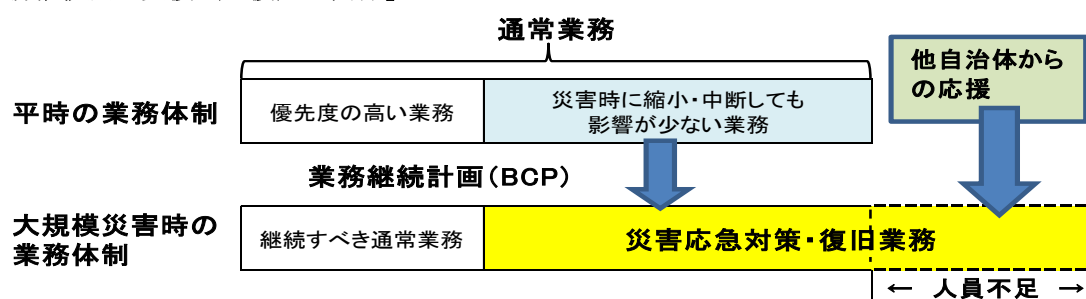 通常業務
他自治体から
の応援
平時の業務体制
優先度の高い業務
災害時に縮小・中断しても
影響が少ない業務
業務継続計画(BCP)
大規模災害時の
業務体制
継続すべき通常業務
災害応急対策・復旧業務
← 人員不足 →